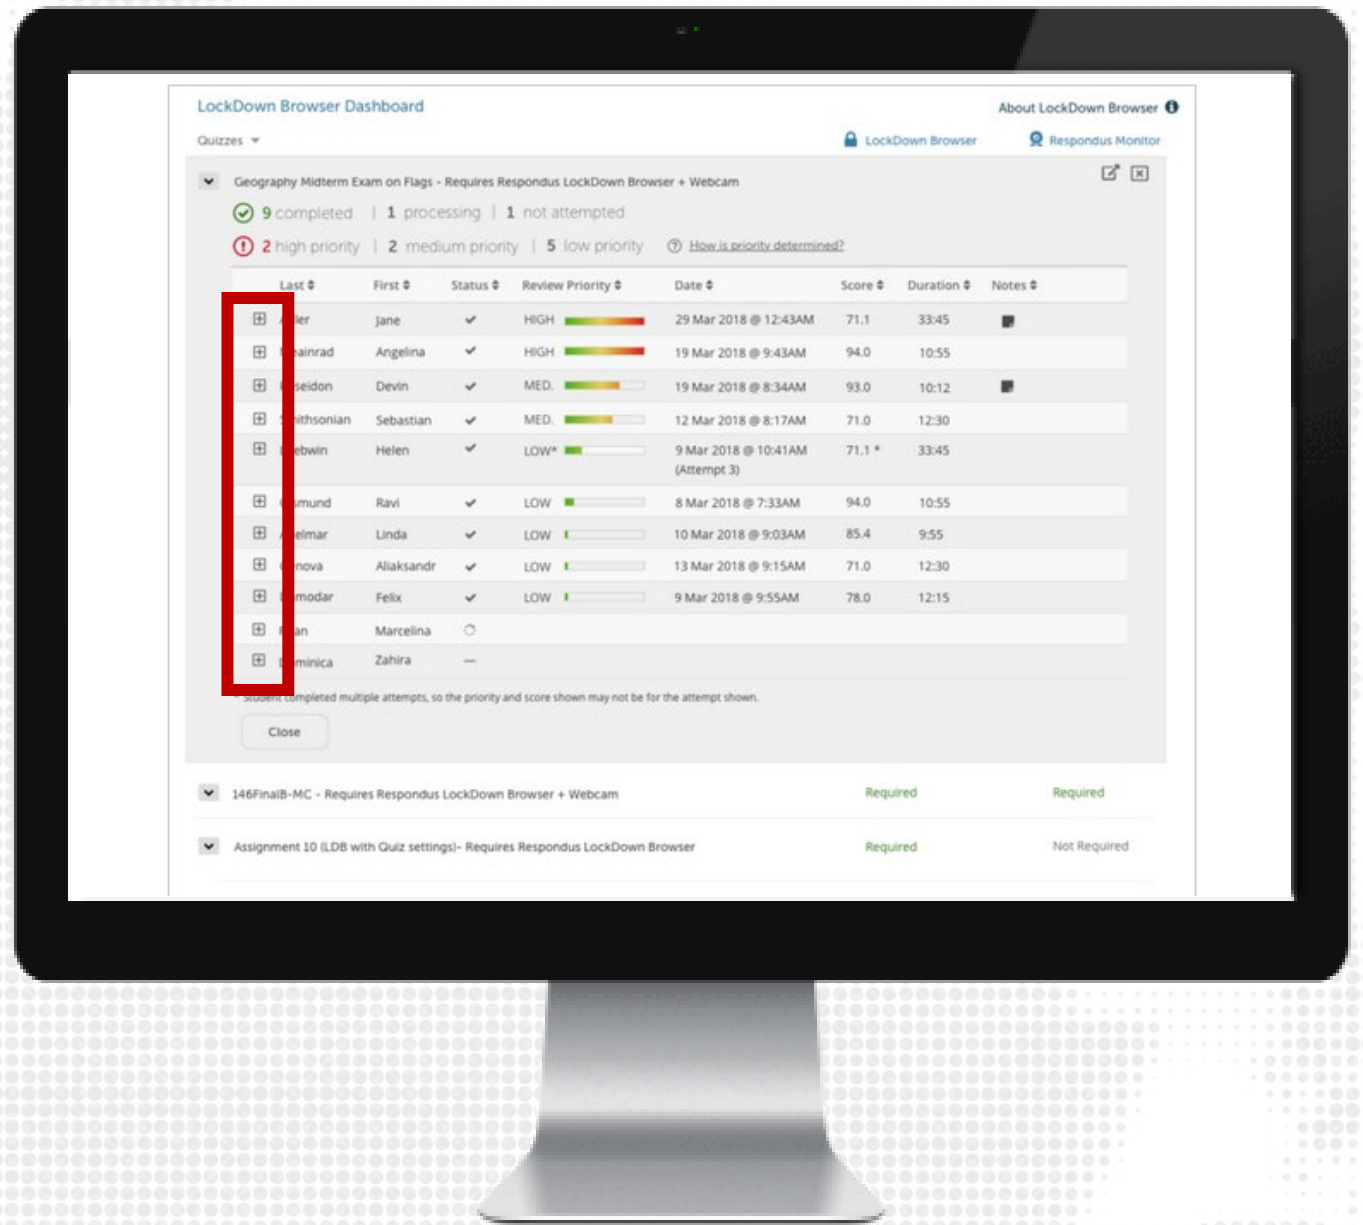 LockDown Browser Dashboard
About LockDown Browser
Quizzes
LockDown Browser
Respondus Monitor
Geography Midterm Exam on Flags - Requires Respondus LockDown Browser + Webcam
9 completed | 1 processing | 1 not attempted
2 high priority | 2 medium priority | 5 low priority How is priority determined?
Last First Status Review Priority Date Score Duration Notes
Jane HIGH 29 Mar 2018 @ 12:43AM 71.1 33:45
Angelina HIGH 19 Mar 2018 @ 9:43AM 94.0 10:55
Devin MED. 19 Mar 2018 @ 8:34AM 93.0 10:12
Sebastian MED. 12 Mar 2018 @ 8:17AM 71.0 12:30
Helen LOW* 9 Mar 2018 @ 10:41AM 71.1 * 33:45
(Attempt 3)
Ravi LOW 8 Mar 2018 @ 7:33AM 94.0 10:55
Linda LOW 10 Mar 2018 @ 9:03AM 85.4 9:55
Aliaksandr LOW 13 Mar 2018 @ 9:15AM 71.0 12:30
Felix LOW 9 Mar 2018 @ 9:55AM 78.0 12:15
Marcelina
Zahira
* Student completed multiple attempts, so the priority and score shown may not be for the attempt shown.
Close
146FinalB-MC - Requires Respondus LockDown Browser + Webcam Required Required
Assignment 10 (LDB with Quiz settings)- Requires Respondus LockDown Browser Required Not Required